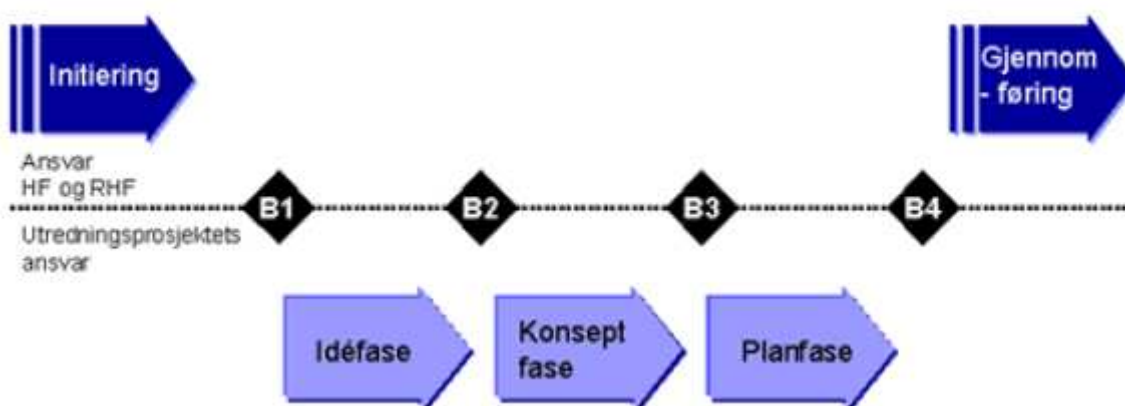 Initiering
Gjennom
- føring
Ansvar
HF og RHF
B1
B2
B3
B4
Utredningsprosjektets
ansvar
Idéfase
Konsept
fase
Planfase